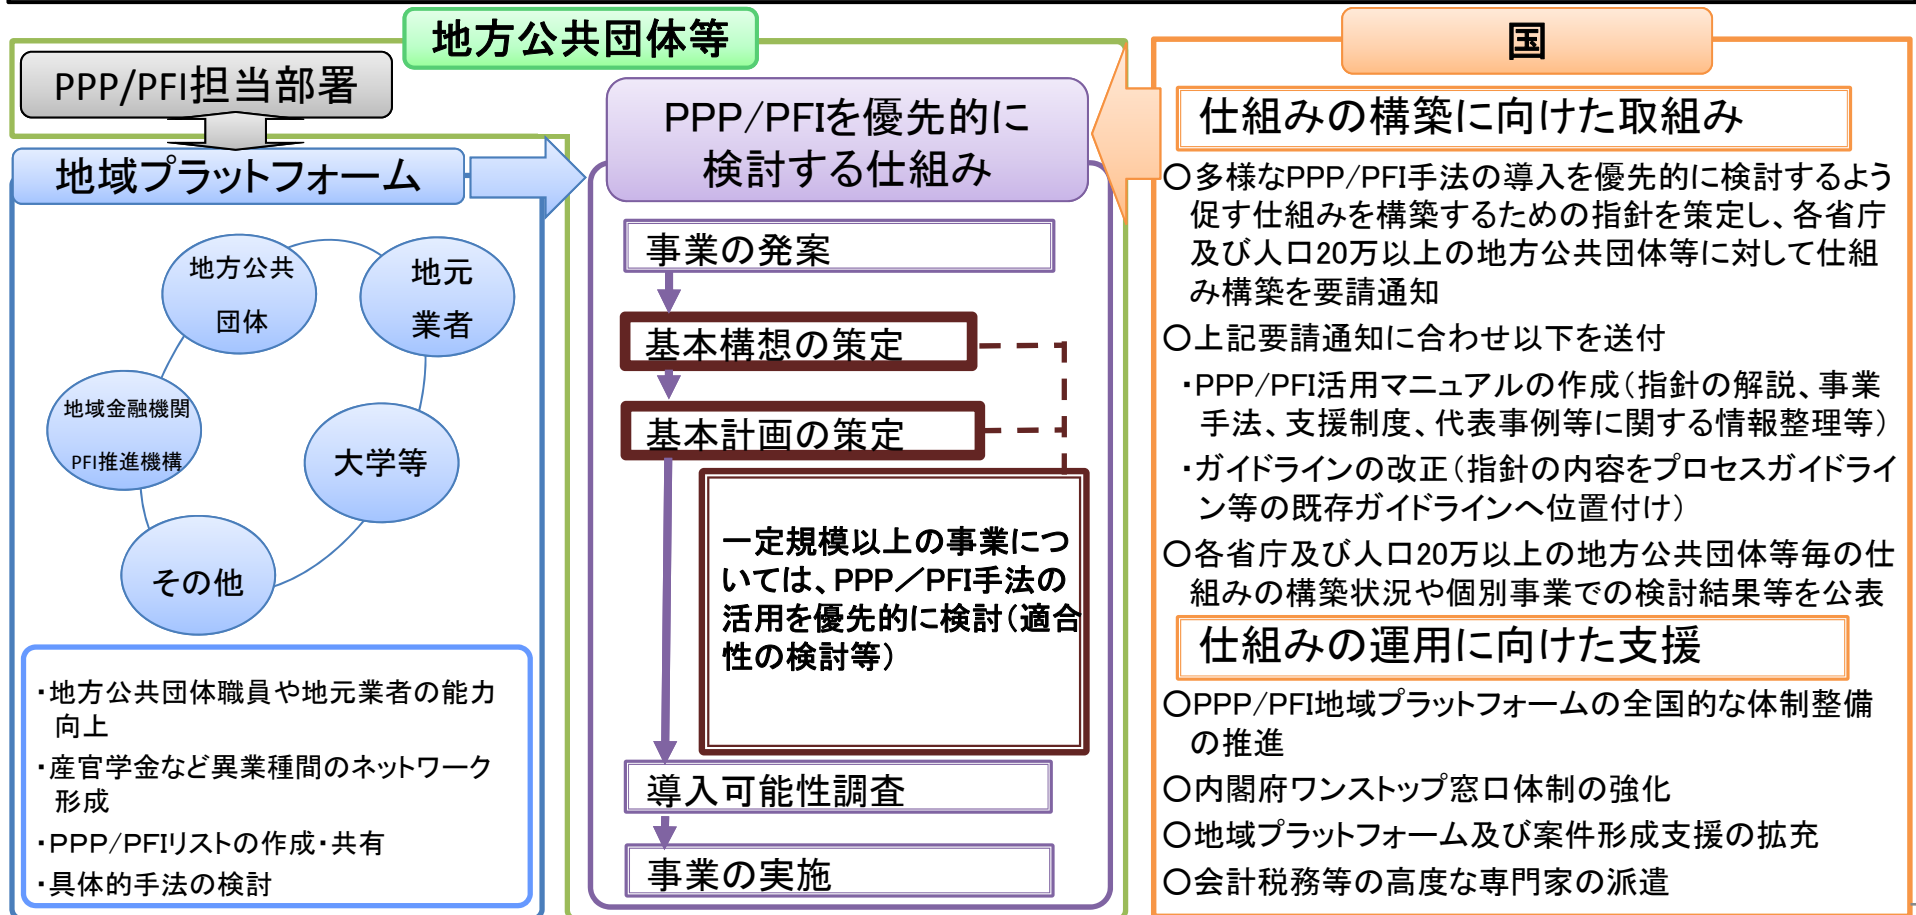 地方公共団体等
PPP/PFI担当部署
地域プラットフォーム
地方公共
団体
地元
業者
地域金融機関
PFI推進機構
大学等
その他
・地方公共団体職員や地元業者の能力
向上
・産官学金など異業種間のネットワーク
形成
・PPP/PFIリストの作成・共有
・具体的手法の検討
PPP/PFIを優先的に
検討する仕組み
事業の発案
基本構想の策定
基本計画の策定
一定規模以上の事業につ
いては、PPP／PFI手法の
活用を優先的に検討（適合
性の検討等）
導入可能性調査
事業の実施
国
仕組みの構築に向けた取組み
○多様なPPP/PFI手法の導入を優先的に検討するよう
促す仕組みを構築するための指針を策定し、各省庁
及び人口20万以上の地方公共団体等に対して仕組
み構築を要請通知
○上記要請通知に合わせ以下を送付
・PPP/PFI活用マニュアルの作成（指針の解説、事業
手法、支援制度、代表事例等に関する情報整理等）
・ガイドラインの改正（指針の内容をプロセスガイドライ
ン等の既存ガイドラインへ位置付け）
○各省庁及び人口20万以上の地方公共団体等毎の仕
組みの構築状況や個別事業での検討結果等を公表
仕組みの運用に向けた支援
○PPP/PFI地域プラットフォームの全国的な体制整備
の推進
○内閣府ワンストップ窓口体制の強化
○地域プラットフォーム及び案件形成支援の拡充
○会計税務等の高度な専門家の派遣